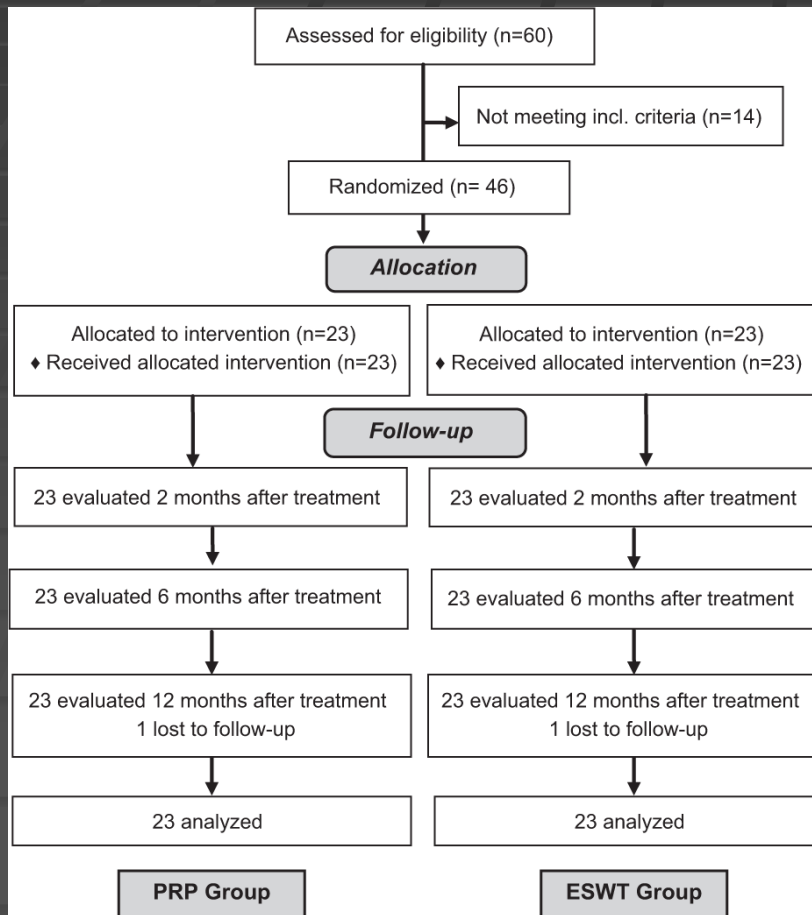 Assessed for eligibility (n=60)
Not meeting incl. criteria (n=14)
Randomized (n= 46)
Allocation
Allocated to intervention (n=23)
♦ Received allocated intervention (n=23)
Allocated to intervention (n=23)
♦ Received allocated intervention (n=23)
Follow-up
23 evaluated 2 months after treatment
23 evaluated 2 months after treatment
23 evaluated 6 months after treatment
23 evaluated 6 months after treatment
23 evaluated 12 months after treatment
1 lost to follow-up
23 evaluated 12 months after treatment
1 lost to follow-up
23 analyzed
23 analyzed
PRP Group
ESWT Group